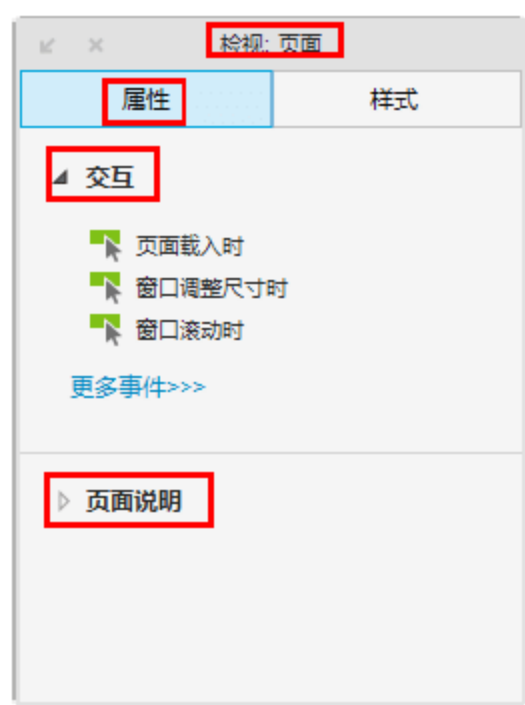 检视: 页面
属性
样式
交互
页面载入时
窗口调整尺寸时
窗口滚动时
更多事件>>>
页面说明